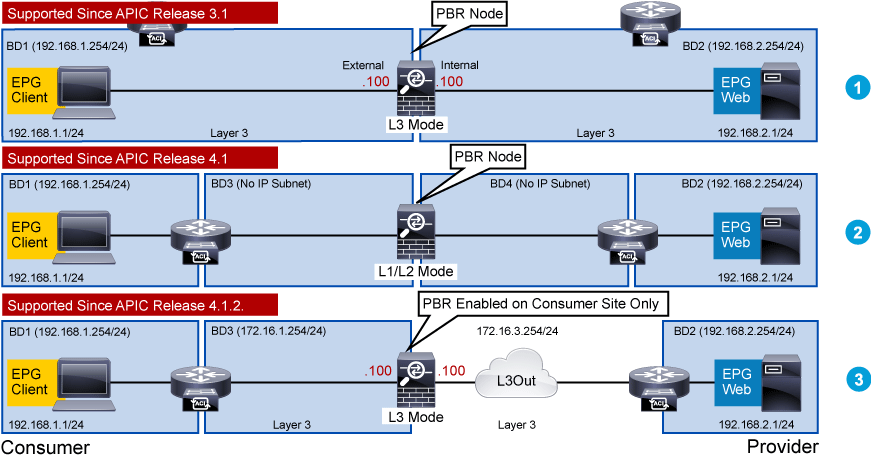 Supported Since APIC Release 3.1
PBR Node
ACI
ACI
BD1 (192.168.1.254/24)
BD2 (192.168.2.254/24)
External
Internal
.100
.100
EPG
Client
EPG
Web
1
192.168.1.1/24
Layer 3
L3 Mode
Layer 3
192.168.2.1/24
Supported Since APIC Release 4.1
PBR Node
BD1 (192.168.1.254/24)
BD3 (No IP Subnet)
BD4 (No IP Subnet)
BD2 (192.168.2.254/24)
EPG
Client
EPG
Web
2
ACI
ACI
192.168.1.1/24
L1/L2 Mode
192.168.2.1/24
Supported Since APIC Release 4.1.2.
PBR Enabled on Consumer Site Only
BD1 (192.168.1.254/24)
BD3 (172.16.1.254/24)
172.16.3.254/24)
BD2 (192.168.2.254/24)
.100
.100
EPG
Client
L3Out
EPG
Web
3
ACI
ACI
192.168.1.1/24
Layer 3
L3 Mode
Layer 3
192.168.2.1/24
Consumer
Provider